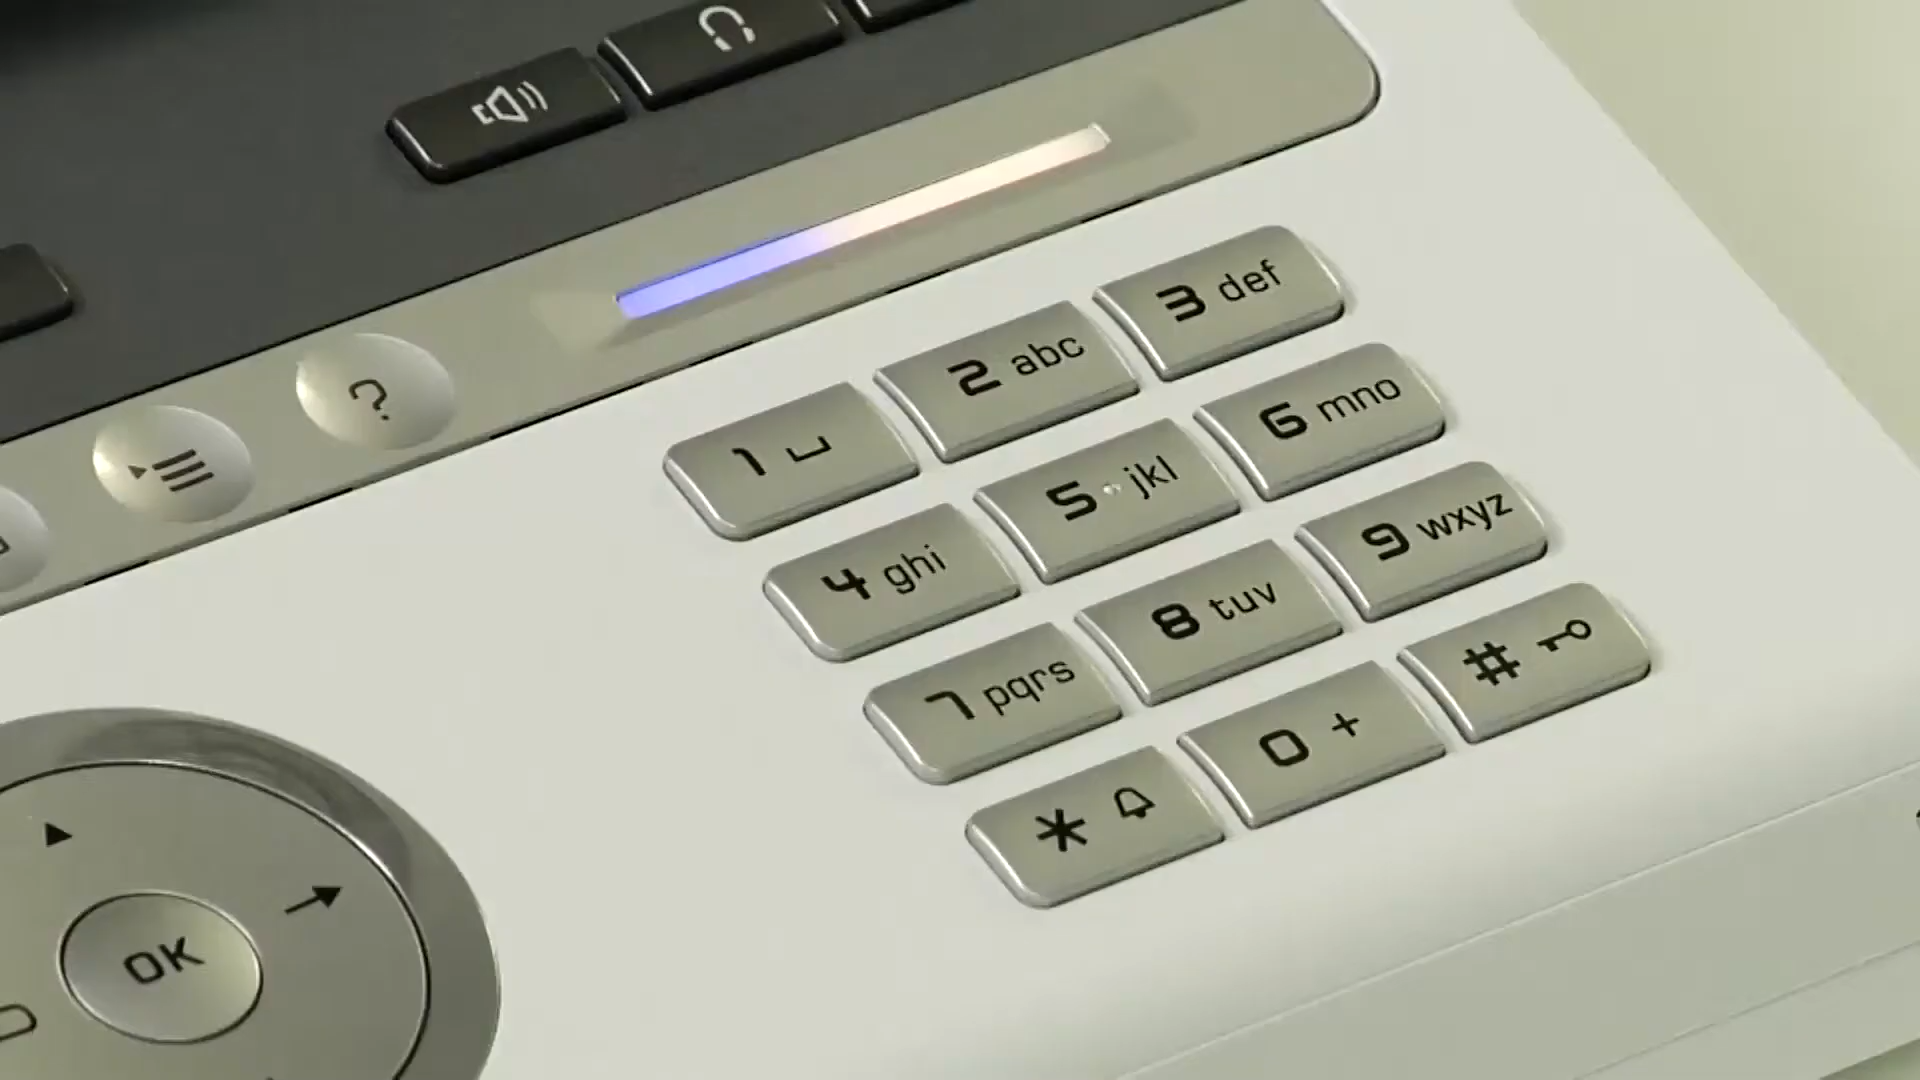 ?
1 2 abc 3 def
4 ghi 5 jkl 6 mno
7 pqrs 8 tuv 9 wxyz
* 0 + #
OK